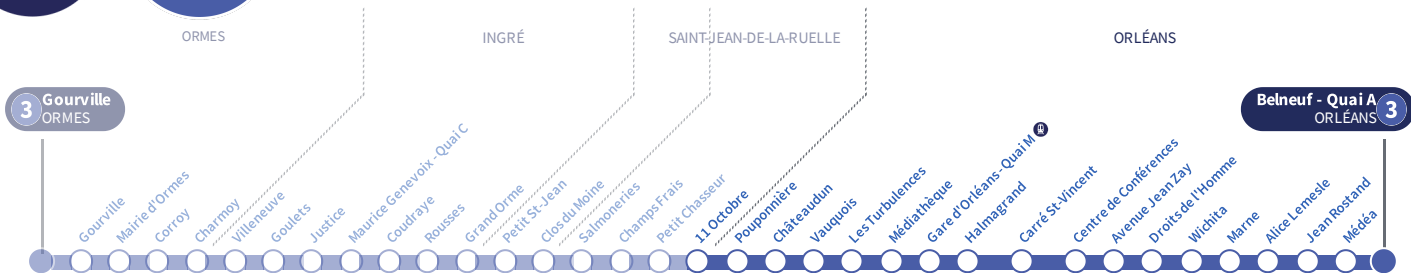 ORMES
INGRÉ
SAINT-JEAN-DE-LA-RUELLE
ORLÉANS
3 Gourville
ORMES
Belneuf - Quai A 3
ORLÉANS
Gourville
Mairie d'Ormes
Corroy
Charmoy
Villeneuve
Goulets
Justice
Maurice Genevoix - Quai C
Coudraye
Rousses
Grand Orme
Petit St-Jean
Clos du Moine
Salmoneries
Champs Frais
Petit Chasseur
11 Octobre
Pouponnière
Châteaudun
Vauquois
Les Turbulences
Médiathèque
Gare d'Orléans - Quai M
Halmagrand
Carré St-Vincent
Centre de Conférences
Avenue Jean Zay
Droits de l'Homme
Wichita
Marne
Alice Lemesle
Jean Rostand
Médéa